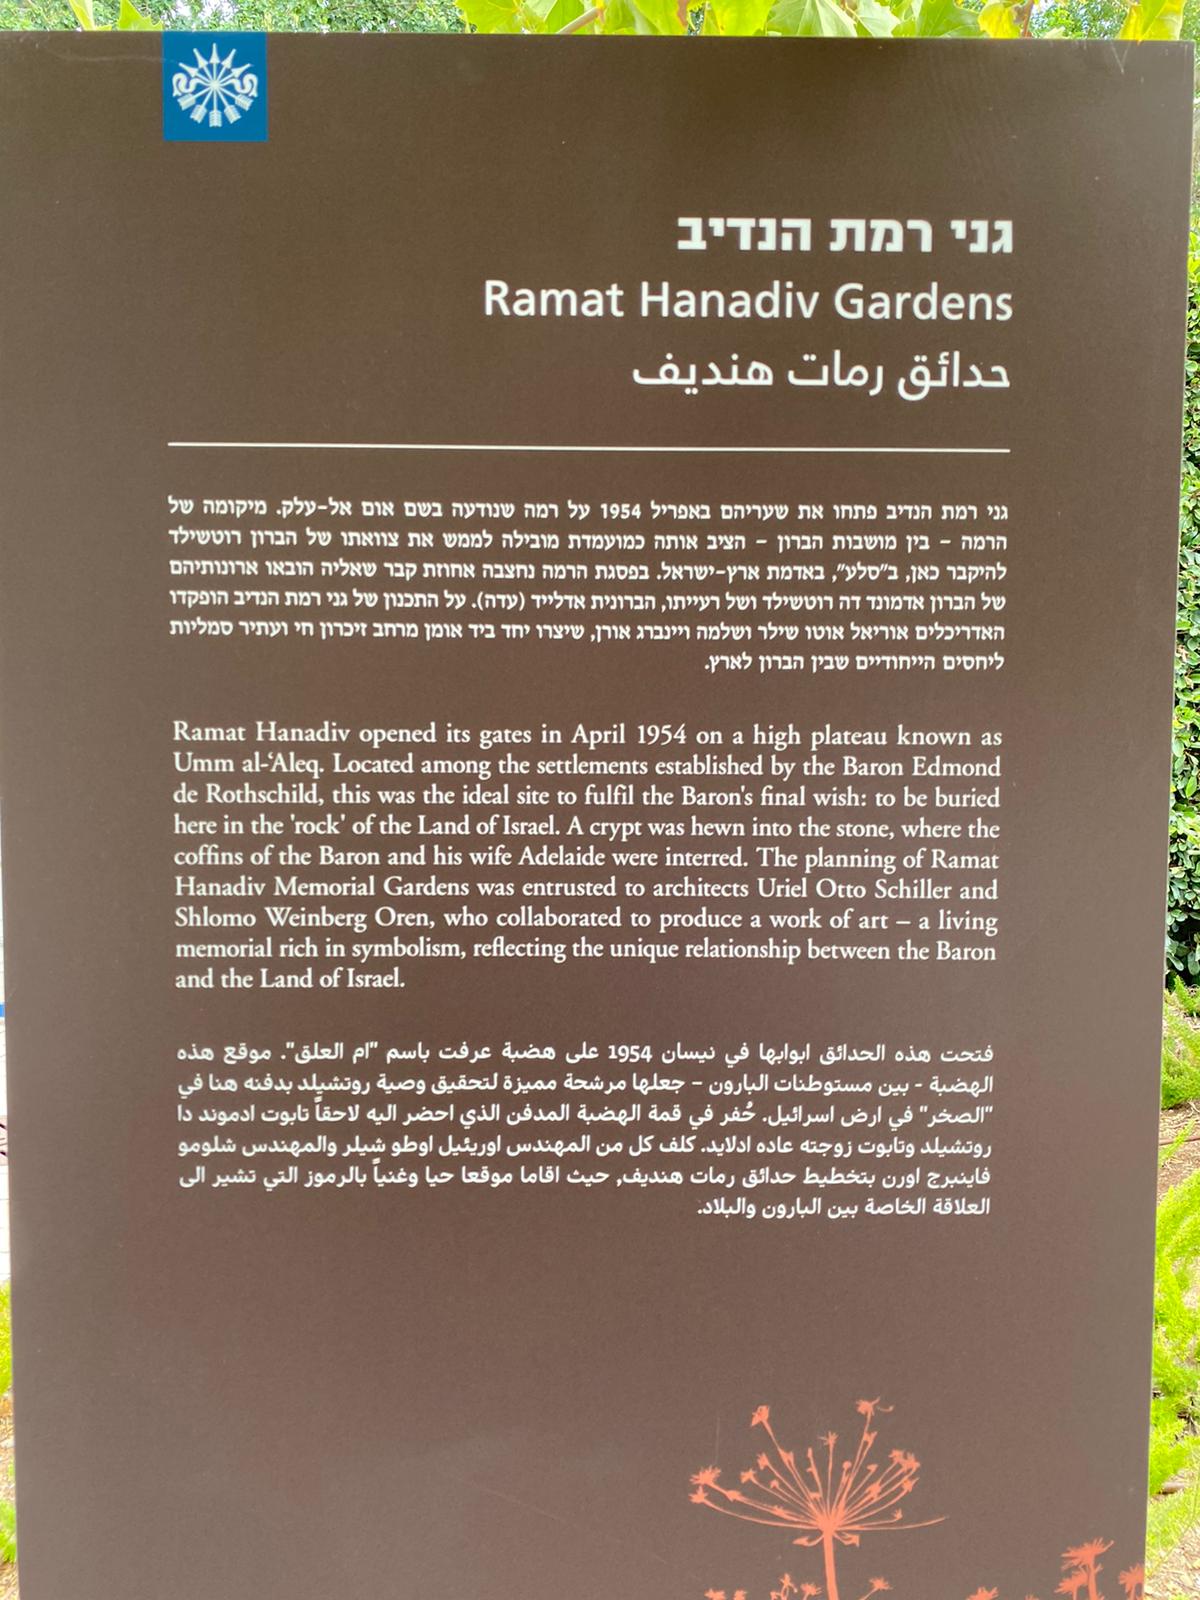 גני רמת הנדיב
Ramat Hanadiv Gardens
حدائق رمات هنديف
גני רמת הנדיב פתחו את שעריהם באפריל 1954 על רמה שנודעה בשם אום אל-עלק. מיקומה של
הרמה – בין מושבות הברון – הציב אותה כמועמדת מובילה לממש את צוואתו של הברון רוטשילד
להיקבר כאן, ב"סלע", באדמת ארץ-ישראל. בפסגת הרמה נחצבה אחוזת קבר שאליה הובאו ארונותיהם
של הברון אדמונד דה רוטשילד ושל רעייתו, הברונית אדלייד (עדה). על התכנון של גני רמת הנדיב הופקדו
האדריכלים אוריאל אוטו שילר ושלמה ויינברג אורן, שיצרו יחד ביד אומן מרחב זיכרון חי ועתיר סמליות
ליחסים הייחודיים שבין הברון לארץ.
Ramat Hanadiv opened its gates in April 1954 on a high plateau known as
Umm al-‘Aleq. Located among the settlements established by the Baron Edmond
de Rothschild, this was the ideal site to fulfil the Baron's final wish: to be buried
here in the 'rock' of the Land of Israel. A crypt was hewn into the stone, where the
coffins of the Baron and his wife Adelaide were interred. The planning of Ramat
Hanadiv Memorial Gardens was entrusted to architects Uriel Otto Schiller and
Shlomo Weinberg Oren, who collaborated to produce a work of art – a living
memorial rich in symbolism, reflecting the unique relationship between the Baron
and the Land of Israel.
فتحت هذه الحدائق ابوابها في نيسان 1954 على هضبة عرفت باسم "ام العلق". موقع هذه
الهضبة - بين مستوطنات البارون – جعلها مرشحة مميزة لتحقيق وصية روتشيلد بدفنه هنا في
"الصخر" في ارض اسرائيل. حُفر في قمة الهضبة المدفن الذي احضر اليه لاحقاً تابوت ادموند دا
روتشيلد وتابوت زوجته عاده ادلايد. كلف كل من المهندس اوريئيل اوطو شيلر والمهندس شلومو
فاينبرج اورن بتخطيط حدائق رمات هنديف, حيث اقاما موقعا حيا وغنياً بالرموز التي تشير الى
العلاقة الخاصة بين البارون والبلاد.